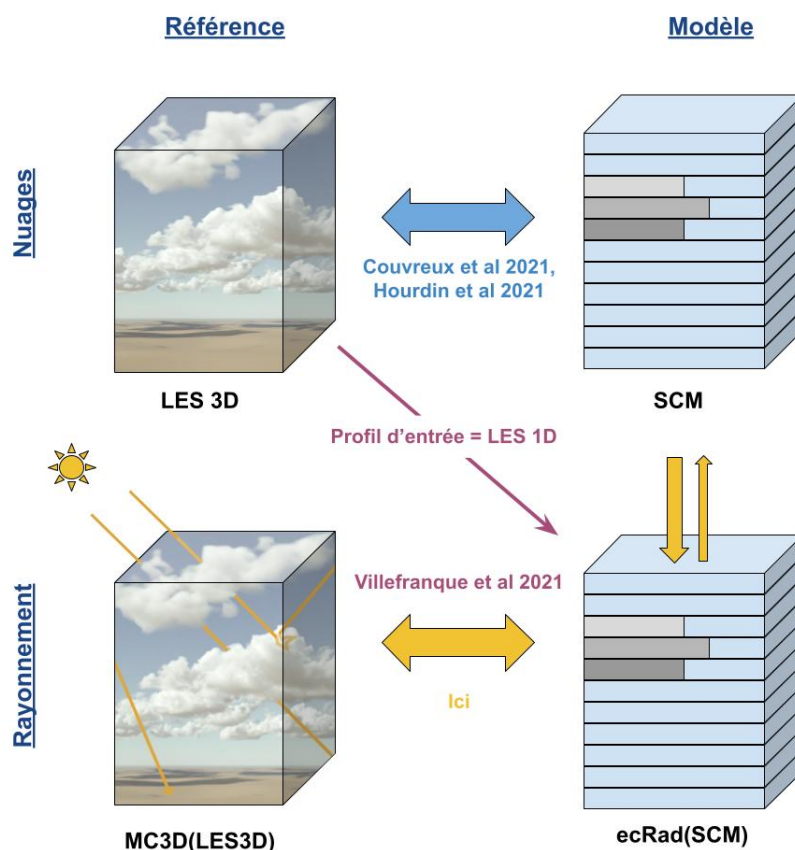 Référence
Modèle
Nuages
Couvreux et al 2021,
Hourdin et al 2021
LES 3D
SCM
Profil d'entrée = LES 1D
Rayonnement
Villefranque et al 2021
Ici
MC3D(LES3D)
ecRad(SCM)